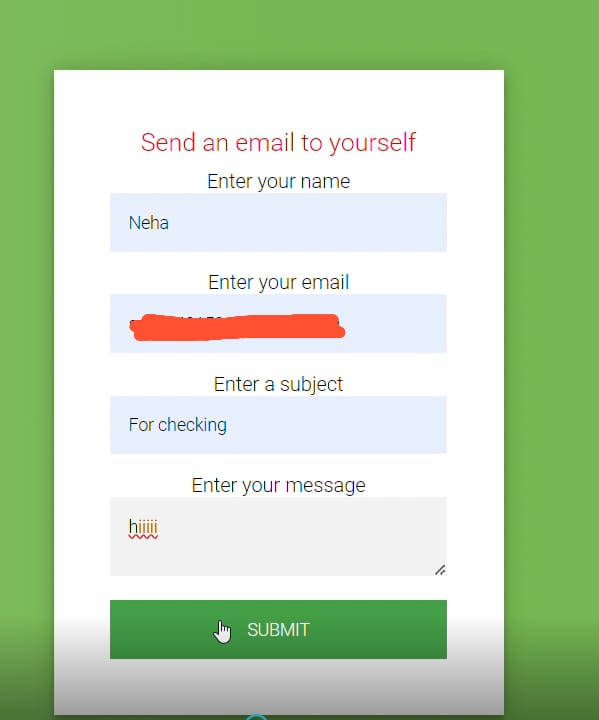 Send an email to yourself
Enter your name
Neha
Enter your email
Enter a subject
For checking
Enter your message
hiiiii
SUBMIT